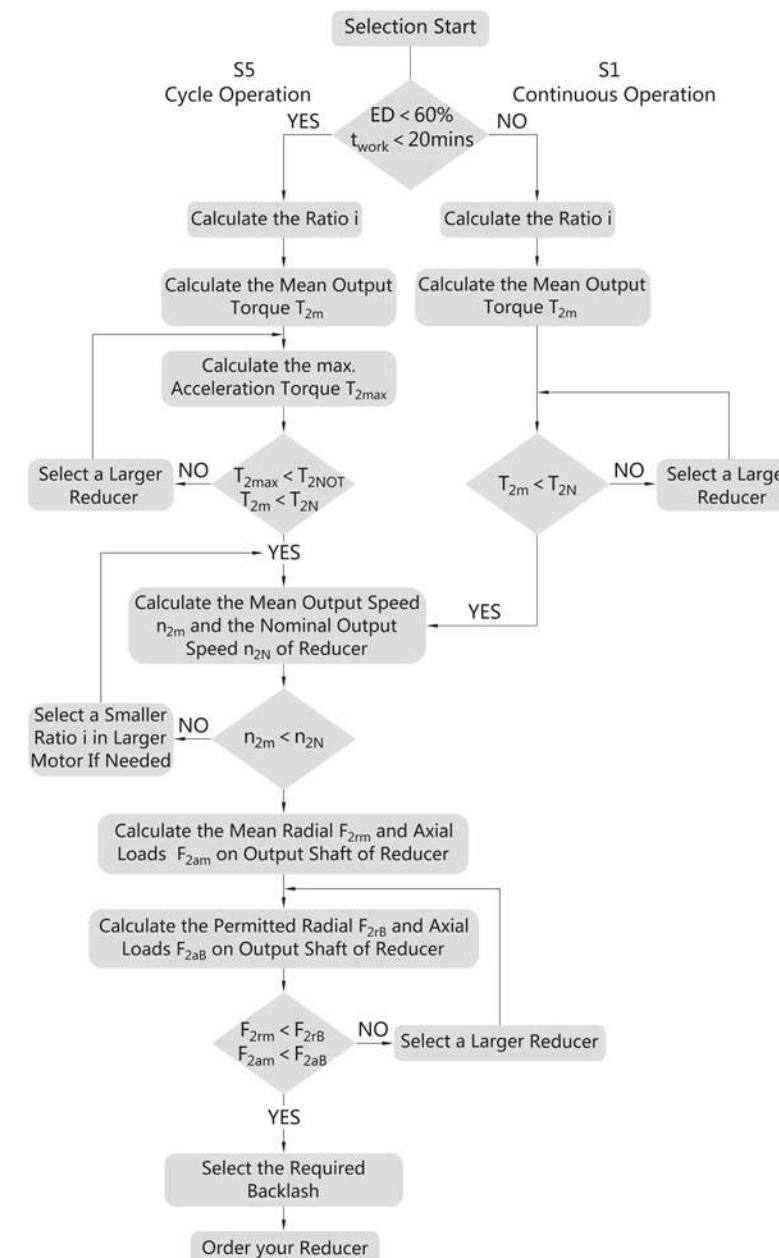 Selection Start
S5
Cycle Operation
S1
Continuous Operation
ED < 60%
t_work < 20mins
YES
NO
Calculate the Ratio i
Calculate the Ratio i
Calculate the Mean Output
Torque T_2m
Calculate the Mean Output
Torque T_2m
Calculate the max.
Acceleration Torque T_2max
Select a Larger
Reducer
NO
T_2max < T_2NOT
T_2m < T_2N
T_2m < T_2N
NO
Select a Large
Reducer
YES
Calculate the Mean Output Speed
n_2m and the Nominal Output
Speed n_2N of Reducer
YES
Select a Smaller
Ratio i in Larger
Motor If Needed
NO
n_2m < n_2N
Calculate the Mean Radial F_2rm and Axial
Loads F_2am on Output Shaft of Reducer
Calculate the Permitted Radial F_2rB and Axial
Loads F_2aB on Output Shaft of Reducer
F_2rm < F_2rB
F_2am < F_2aB
NO
Select a Larger Reducer
YES
Select the Required
Backlash
Order your Reducer